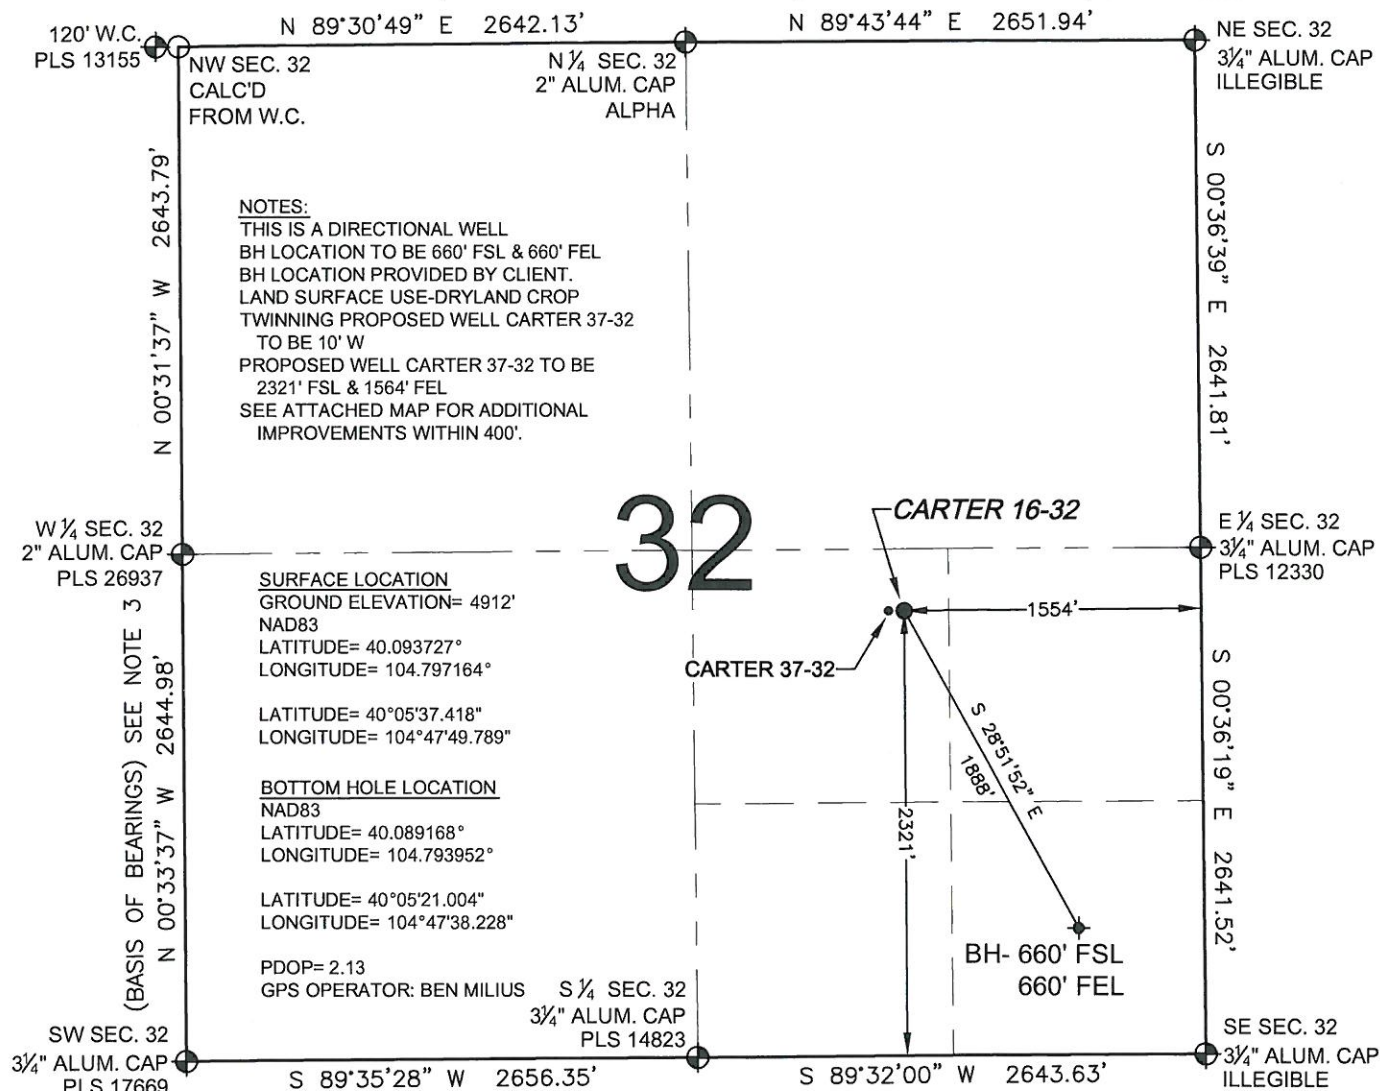 N 89°30'49" E 2642.13'
N 89°43'44" E 2651.94'
120' W.C.
PLS 13155
NW SEC. 32
CALC'D
FROM W.C.
N ¼ SEC. 32
2" ALUM. CAP
ALPHA
NE SEC. 32
3¼" ALUM. CAP
ILLEGIBLE
N 00°31'37" W 2643.79'
S 00°36'39" E 2641.81'
NOTES:
THIS IS A DIRECTIONAL WELL
BH LOCATION TO BE 660' FSL & 660' FEL
BH LOCATION PROVIDED BY CLIENT.
LAND SURFACE USE-DRYLAND CROP
TWINNING PROPOSED WELL CARTER 37-32
TO BE 10' W
PROPOSED WELL CARTER 37-32 TO BE
2321' FSL & 1564' FEL
SEE ATTACHED MAP FOR ADDITIONAL
IMPROVEMENTS WITHIN 400'.
32
CARTER 16-32
W ¼ SEC. 32
2" ALUM. CAP
PLS 26937
E ¼ SEC. 32
3¼" ALUM. CAP
PLS 12330
SURFACE LOCATION
GROUND ELEVATION= 4912'
NAD83
LATITUDE= 40.093727°
LONGITUDE= 104.797164°
LATITUDE= 40°05'37.418"
LONGITUDE= 104°47'49.789"
1554'
CARTER 37-32
(BASIS OF BEARINGS) SEE NOTE 3
N 00°33'37" W 2644.98'
S 28°51'52" E
1888'
2321'
S 00°36'19" E 2641.52'
BOTTOM HOLE LOCATION
NAD83
LATITUDE= 40.089168°
LONGITUDE= 104.793952°
LATITUDE= 40°05'21.004"
LONGITUDE= 104°47'38.228"
PDOP= 2.13
GPS OPERATOR: BEN MILIUS
BH- 660' FSL
660' FEL
S ¼ SEC. 32
3¼" ALUM. CAP
PLS 14823
SW SEC. 32
3¼" ALUM. CAP
PLS 17669
SE SEC. 32
3¼" ALUM. CAP
ILLEGIBLE
S 89°35'28" W 2656.35'
S 89°32'00" W 2643.63'